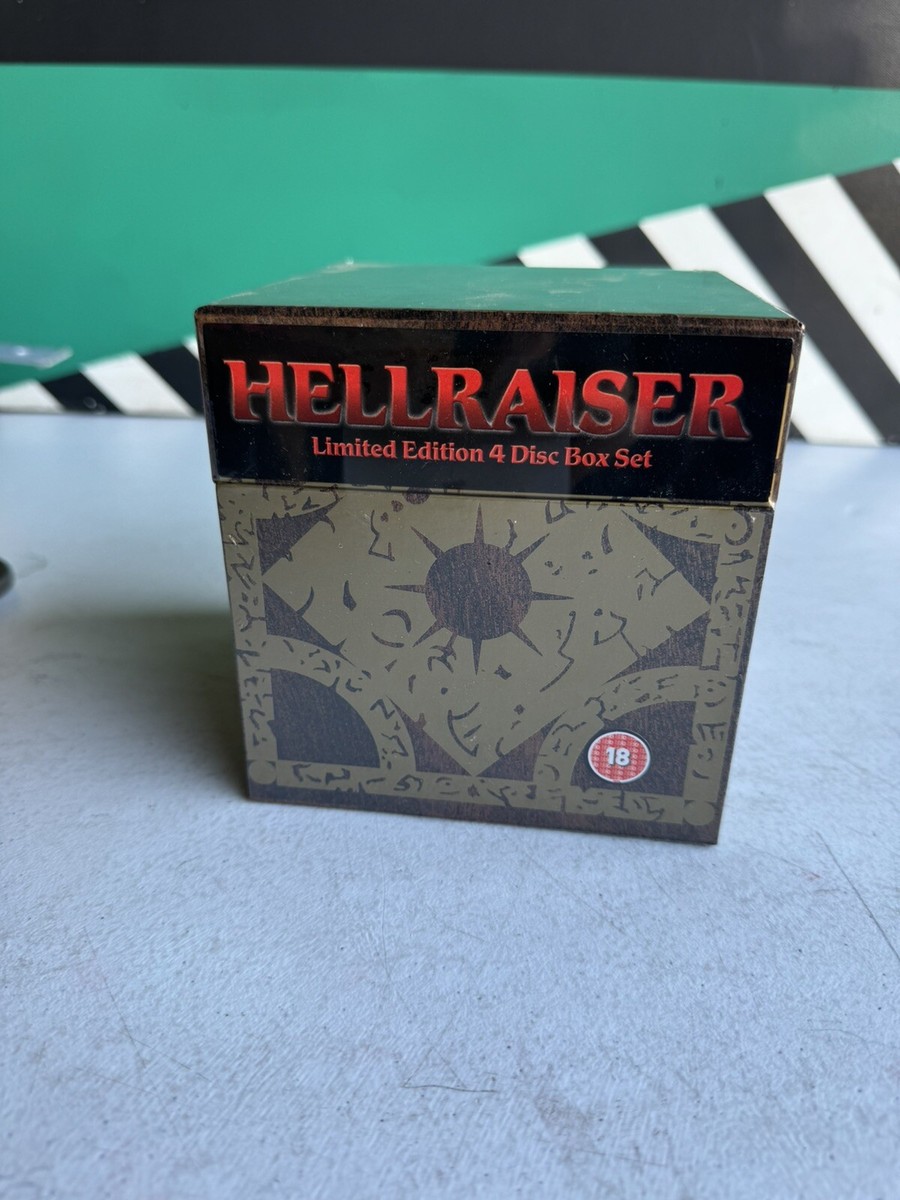 HELLRAISER
Limited Edition 4 Disc Box Set
18